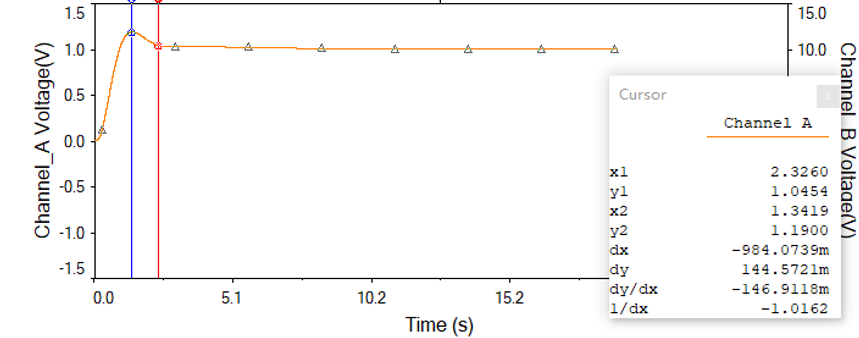 1.5
1.0
0.5
0.0
-0.5
-1.0
-1.5
Channel_A Voltage(V)
0.0
5.1
10.2
15.2
Time (s)
15.0
10.0
Channel_B Voltage(V)
Cursor
Channel A
x1 2.3260
y1 1.0454
x2 1.3419
y2 1.1900
dx -984.0739m
dy 144.5721m
dy/dx -146.9118m
1/dx -1.0162